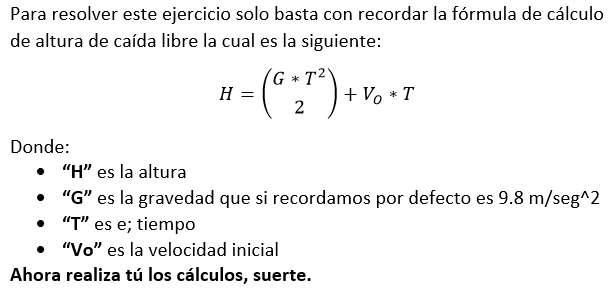 Para resolver este ejercicio solo basta con recordar la fórmula de cálculo
de altura de caída libre la cual es la siguiente:
H = (G * T^2 / 2) + V_O * T
Donde:
• “H” es la altura
• “G” es la gravedad que si recordamos por defecto es 9.8 m/seg^2
• “T” es e; tiempo
• “Vo” es la velocidad inicial
Ahora realiza tú los cálculos, suerte.